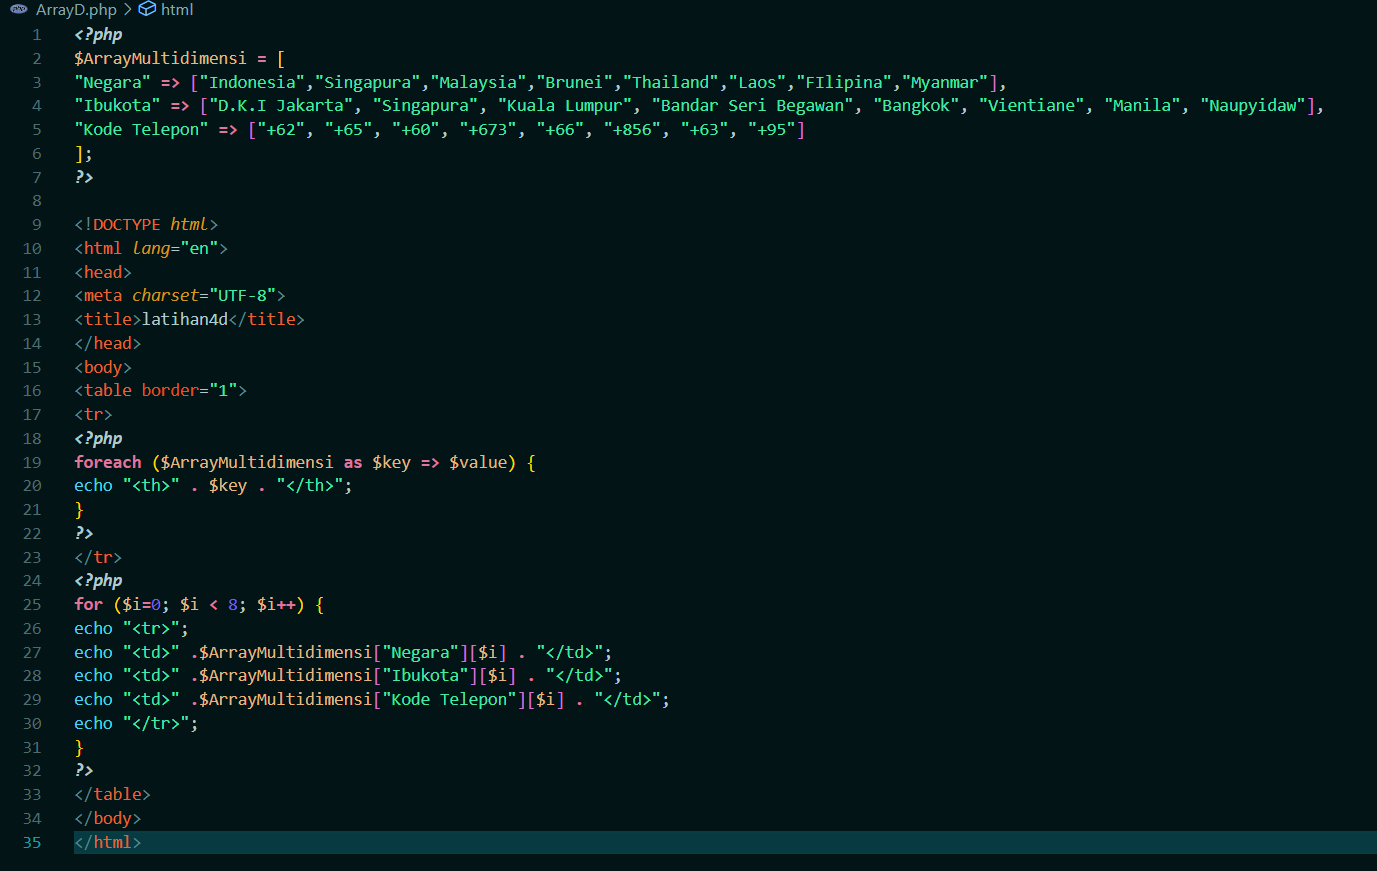 ArrayD.php > html
1 <?php
2 $ArrayMultidimensi = [
3 "Negara" => ["Indonesia","Singapura","Malaysia","Brunei","Thailand","Laos","FIlipina","Myanmar"],
4 "Ibukota" => ["D.K.I Jakarta", "Singapura", "Kuala Lumpur", "Bandar Seri Begawan", "Bangkok", "Vientiane", "Manila", "Naupyidaw"],
5 "Kode Telepon" => ["+62", "+65", "+60", "+673", "+66", "+856", "+63", "+95"]
6 ];
7 ?>
8
9 <!DOCTYPE html>
10 <html lang="en">
11 <head>
12 <meta charset="UTF-8">
13 <title>latihan4d</title>
14 </head>
15 <body>
16 <table border="1">
17 <tr>
18 <?php
19 foreach ($ArrayMultidimensi as $key => $value) {
20 echo "<th>" . $key . "</th>";
21 }
22 ?>
23 </tr>
24 <?php
25 for ($i=0; $i < 8; $i++) {
26 echo "<tr>";
27 echo "<td>" .$ArrayMultidimensi["Negara"][$i] . "</td>";
28 echo "<td>" .$ArrayMultidimensi["Ibukota"][$i] . "</td>";
29 echo "<td>" .$ArrayMultidimensi["Kode Telepon"][$i] . "</td>";
30 echo "</tr>";
31 }
32 ?>
33 </table>
34 </body>
35 </html>